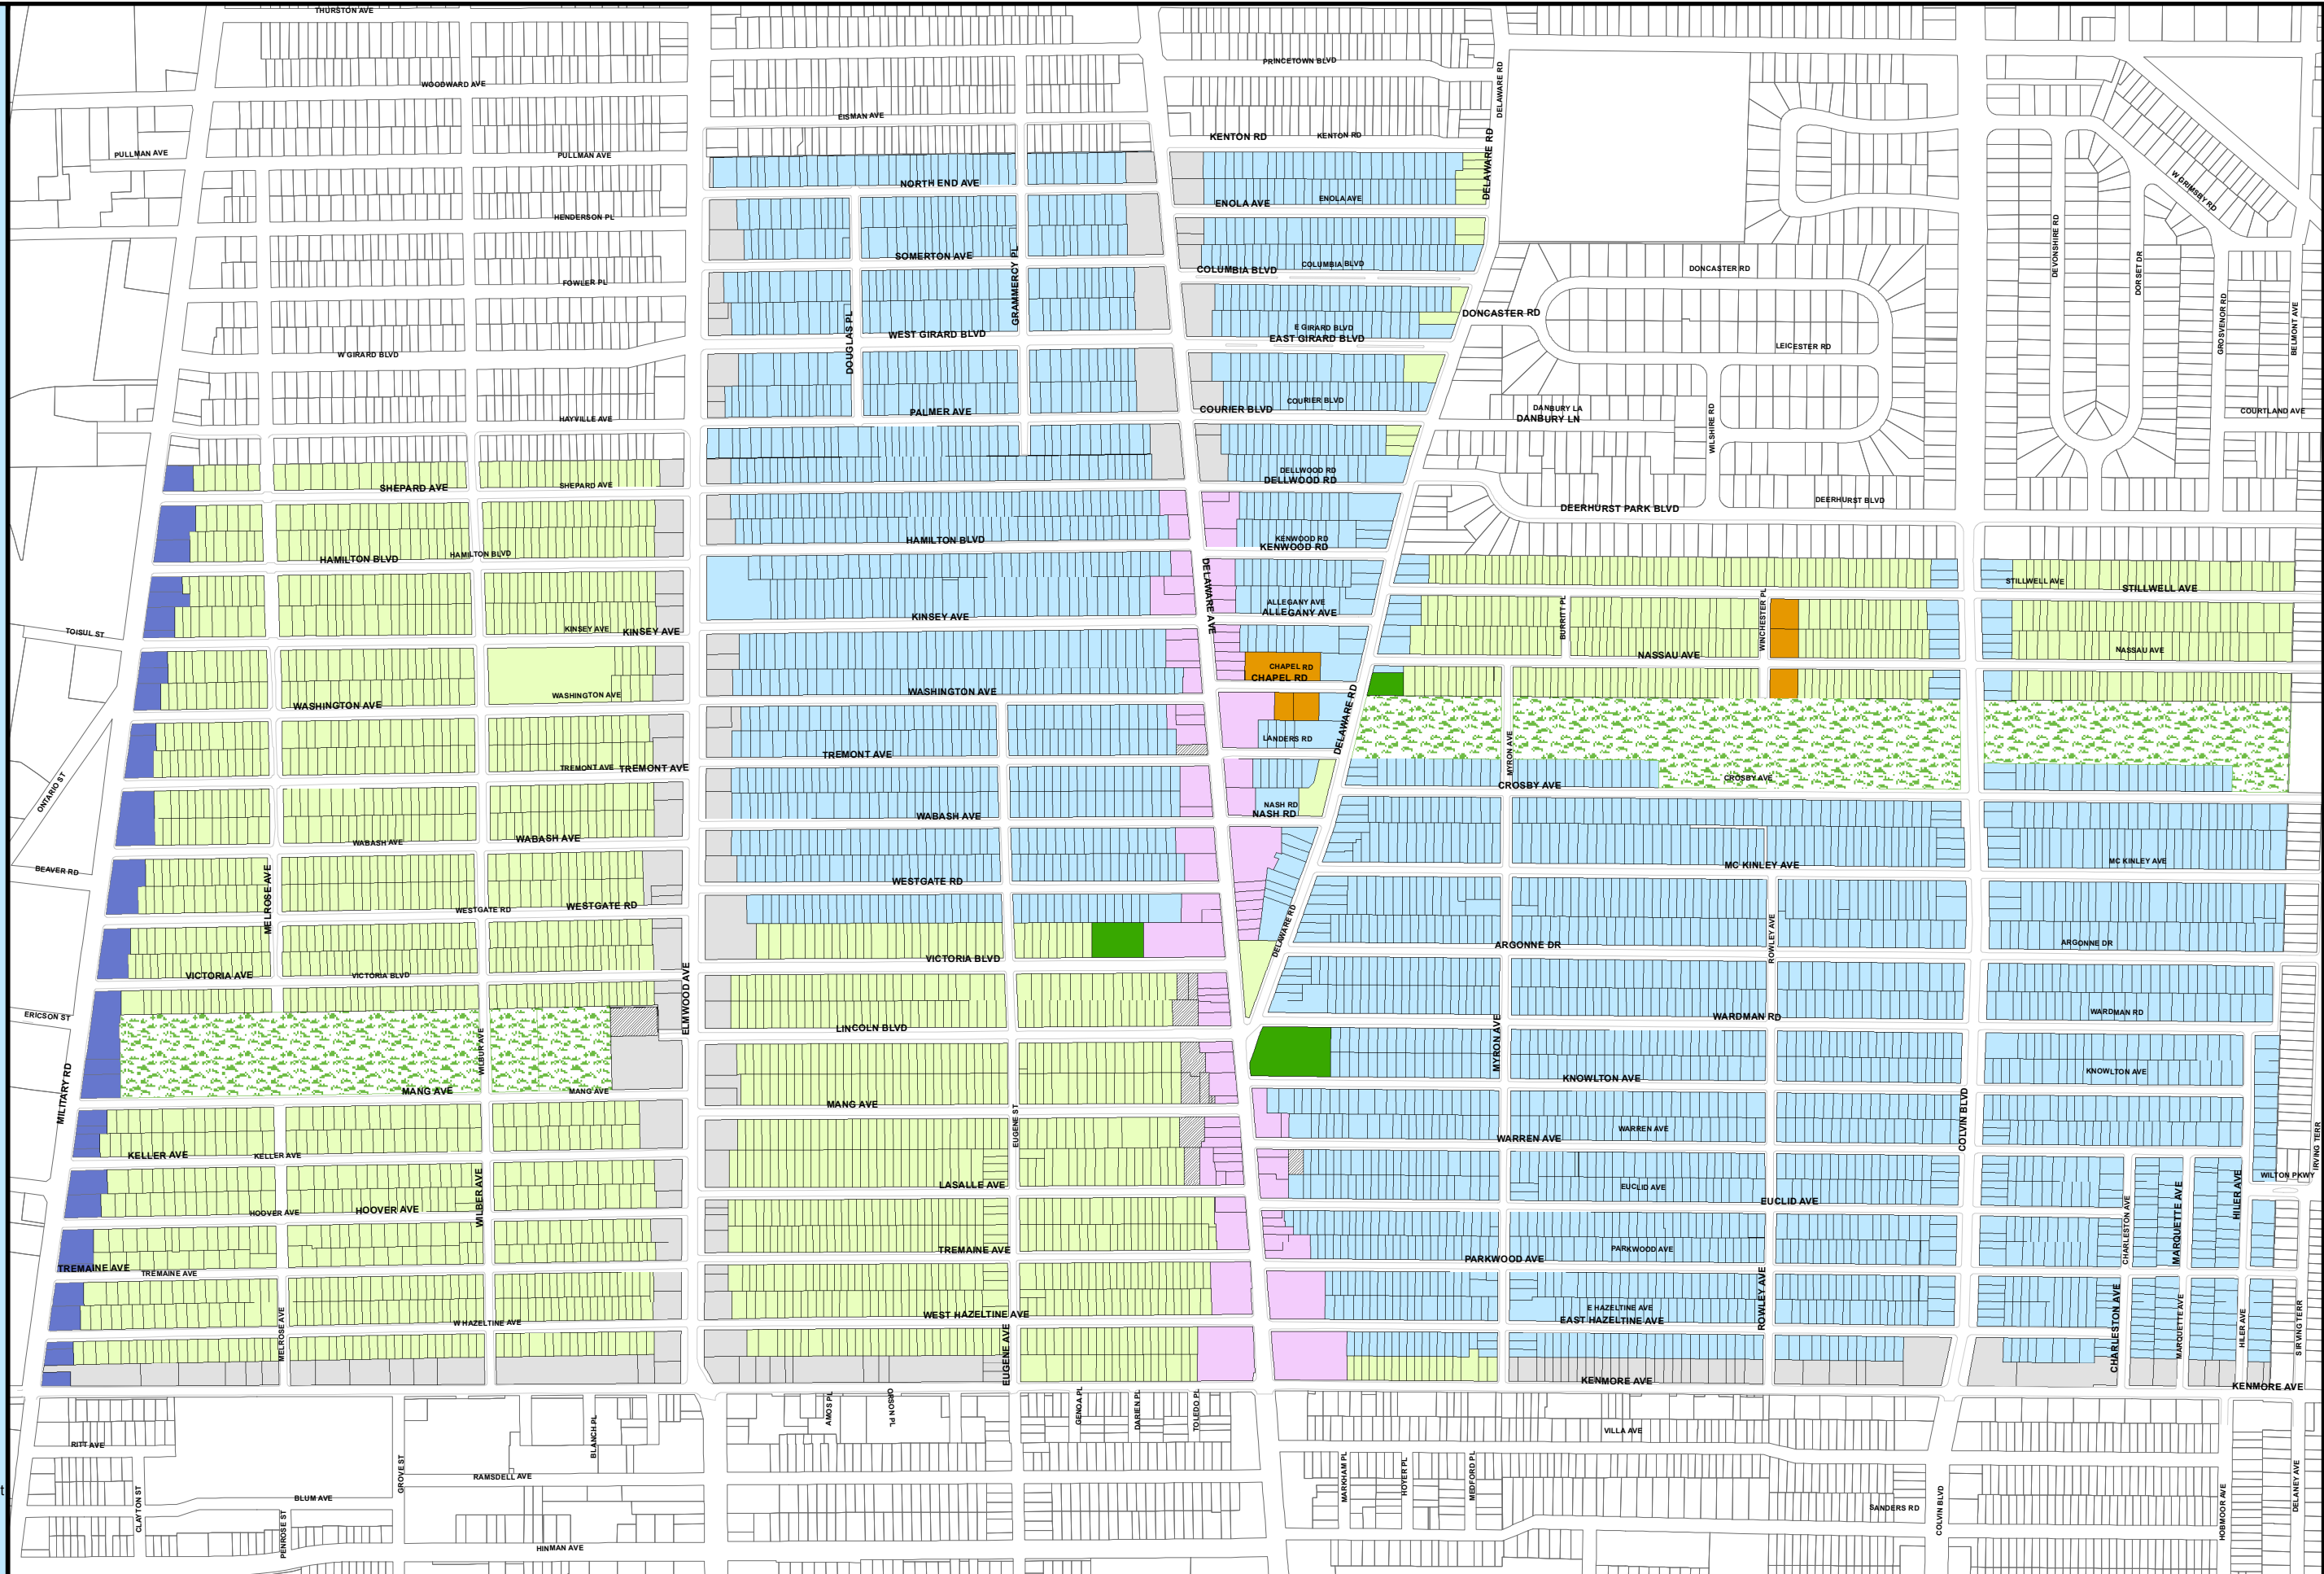 THURSTON AVE
PRINCETOWN BLVD
WOODWARD AVE
DELAWARE RD
EISMAN AVE
KENTON RD
KENTON RD
PULLMAN AVE
PULLMAN AVE
DELAWARE RD
NORTH END AVE
W GRIMSBY RD
ENOLA AVE
ENOLA AVE
HENDERSON PL
DEVONSHIRE RD
SOMERTON AVE
GRAMMERCY PL
COLUMBIA BLVD
COLUMBIA BLVD
DONCASTER RD
DORSET DR
FOWLER PL
DONCASTER RD
GROSVENOR RD
BELMONT AVE
E GIRARD BLVD
WEST GIRARD BLVD
EAST GIRARD BLVD
DOUGLAS PL
LEICESTER RD
W GIRARD BLVD
COURIER BLVD
COURIER BLVD
PALMER AVE
DANBURY LA
DANBURY LN
COURTLAND AVE
HAYVILLE AVE
WILSHIRE RD
DELLWOOD RD
DELLWOOD RD
SHEPARD AVE
SHEPARD AVE
DEERHURST BLVD
DEERHURST PARK BLVD
HAMILTON BLVD
KENWOOD RD
KENWOOD RD
HAMILTON BLVD
HAMILTON BLVD
DELAWARE AVE
STILLWELL AVE
STILLWELL AVE
ALLEGANY AVE
ALLEGANY AVE
KINSEY AVE
BURRITT PL
WINCHESTER PL
TOISUL ST
KINSEY AVE
KINSEY AVE
NASSAU AVE
NASSAU AVE
CHAPEL RD
CHAPEL RD
WASHINGTON AVE
WASHINGTON AVE
WASHINGTON AVE
DELAWARE RD
LANDERS RD
MYRON AVE
TREMONT AVE
TREMONT AVE
TREMONT AVE
CROSBY AVE
CROSBY AVE
ONTARIO ST
NASH RD
NASH RD
WABASH AVE
WABASH AVE
WABASH AVE
MC KINLEY AVE
MC KINLEY AVE
BEAVER RD
WESTGATE RD
MELROSE AVE
WESTGATE RD
WESTGATE RD
DELAWARE RD
ROWLEY AVE
ARGONNE DR
ARGONNE DR
VICTORIA BLVD
VICTORIA AVE
VICTORIA BLVD
ELMWOOD AVE
ERICSON ST
LINCOLN BLVD
WARDMAN RD
WARDMAN RD
WILBUR AVE
MYRON AVE
KNOWLTON AVE
KNOWLTON AVE
MILITARY RD
MANG AVE
MANG AVE
MANG AVE
EUGENE ST
COLVIN BLVD
WARREN AVE
WARREN AVE
IRVING TERR
KELLER AVE
KELLER AVE
WILTON PKWY
LASALLE AVE
EUCLID AVE
EUCLID AVE
HILER AVE
WILBER AVE
HOOVER AVE
HOOVER AVE
MARQUETTE AVE
CHARLESTON AVE
TREMAINE AVE
PARKWOOD AVE
PARKWOOD AVE
TREMAINE AVE
TREMAINE AVE
ROWLEY AVE
E HAZELTINE AVE
WEST HAZELTINE AVE
EAST HAZELTINE AVE
W HAZELTINE AVE
MELROSE AVE
MARQUETTE AVE
HILER AVE
S IRVING TERR
CHARLESTON AVE
EUGENE AVE
KENMORE AVE
KENMORE AVE
AMOS PL
ORSON PL
GENOA PL
DARIEN PL
TOLEDO PL
VILLA AVE
RITT AVE
BLANCH PL
GROVE ST
RAMSDELL AVE
MARKHAM PL
HOYER PL
MEDFORD PL
BLUM AVE
SANDERS RD
CLAYTON ST
PENROSE ST
COLVIN BLVD
HOBMOOR AVE
DELANEY AVE
HINMAN AVE